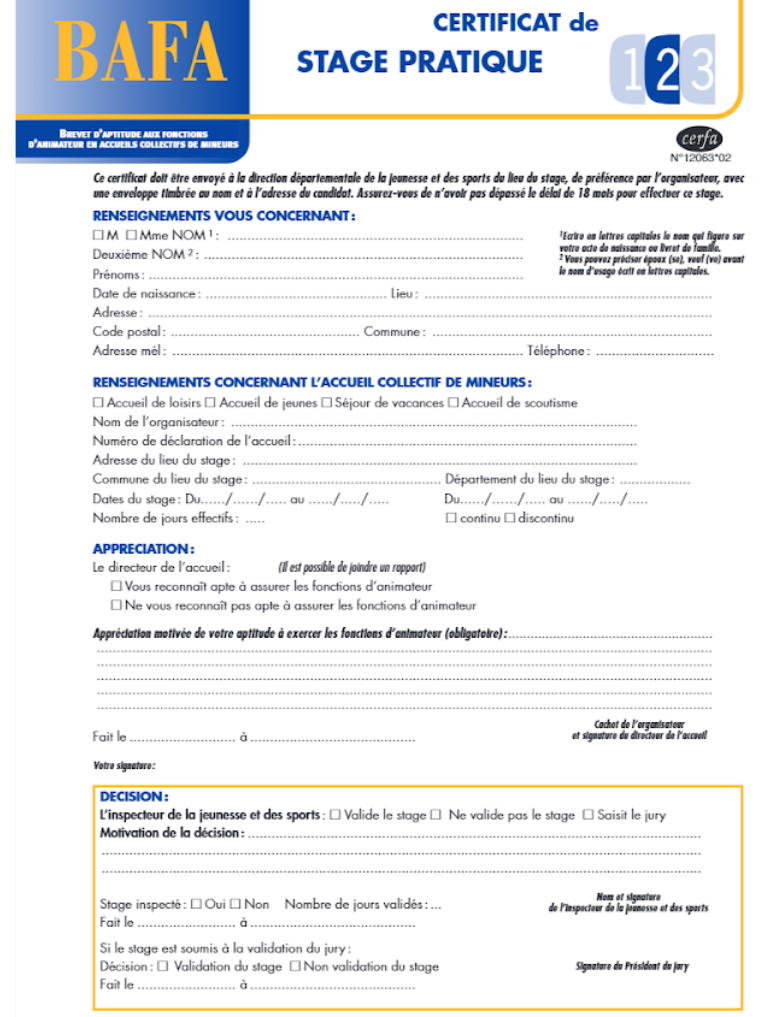 BAFA
CERTIFICAT de
STAGE PRATIQUE
1 2 3
BREVET D'APTITUDE AUX FONCTIONS
D'ANIMATEUR EN ACCUEILS COLLECTIFS DE MINEURS
cerfa
N°12063*02
Ce certificat doit être envoyé à la direction départementale de la jeunesse et des sports du lieu du stage, de préférence par l'organisateur, avec
une enveloppe timbrée au nom et à l'adresse du candidat. Assurez-vous de n'avoir pas dépassé le délai de 18 mois pour effectuer ce stage.
RENSEIGNEMENTS VOUS CONCERNANT :
☐ M ☐ Mme NOM 1 : ..........
1Ecrire en lettres capitales le nom qui figure sur
votre acte de naissance ou livret de famille.
Deuxième NOM 2 : ..........
2 Vous pouvez préciser époux (se), veuf (ve) avant
le nom d'usage écrit en lettres capitales.
Prénoms : ..........
Date de naissance : .......... Lieu : ..........
Adresse : ..........
Code postal : .......... Commune : ..........
Adresse mél : .......... Téléphone : ..........
RENSEIGNEMENTS CONCERNANT L'ACCUEIL COLLECTIF DE MINEURS :
☐ Accueil de loisirs ☐ Accueil de jeunes ☐ Séjour de vacances ☐ Accueil de scoutisme
Nom de l'organisateur : ..........
Numéro de déclaration de l'accueil : ..........
Adresse du lieu du stage : ..........
Commune du lieu du stage : .......... Département du lieu du stage : ..........
Dates du stage : Du....../....../..... au ....../...../..... Du....../....../..... au ....../...../.....
Nombre de jours effectifs : ..... ☐ continu ☐ discontinu
APPRECIATION :
Le directeur de l'accueil : (Il est possible de joindre un rapport)
☐ Vous reconnaît apte à assurer les fonctions d'animateur
☐ Ne vous reconnaît pas apte à assurer les fonctions d'animateur
Appréciation motivée de votre aptitude à exercer les fonctions d'animateur (obligatoire) : ..........
Cachet de l'organisateur
et signature du directeur de l'accueil
Fait le .......... à ..........
Votre signature :
DECISION :
L'inspecteur de la jeunesse et des sports : ☐ Valide le stage ☐ Ne valide pas le stage ☐ Saisit le jury
Motivation de la décision : ..........
Stage inspecté : ☐ Oui ☐ Non Nombre de jours validés : ...
Nom et signature
de l'inspecteur de la jeunesse et des sports
Fait le .......... à ..........
Si le stage est soumis à la validation du jury :
Décision : ☐ Validation du stage ☐ Non validation du stage
Signature du Président du jury
Fait le .......... à ..........